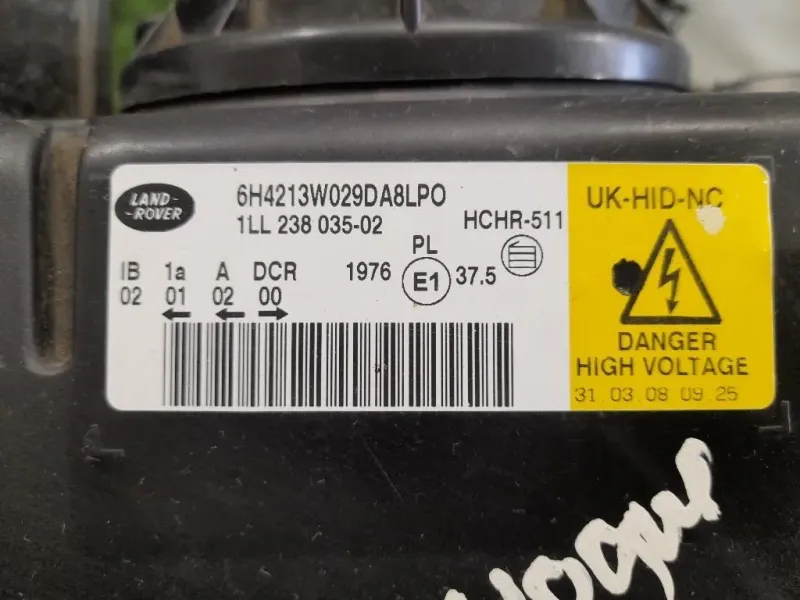 LAND-
-ROVER
6H4213W029DA8LPO
1LL 238 035-02
HCHR-511
PL
IB 1a A DCR 1976 E1 37.5
02 01 02 00
UK-HID-NC
DANGER
HIGH VOLTAGE
31.03.08 09.25